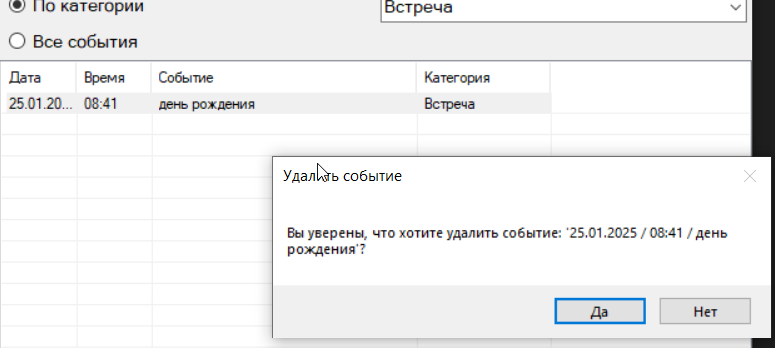 По категории
Встреча
Все события
Дата Время Событие Категория
25.01.20... 08:41 день рождения Встреча
Удалить событие
Вы уверены, что хотите удалить событие: '25.01.2025 / 08:41 / день
рождения'?
Да Нет